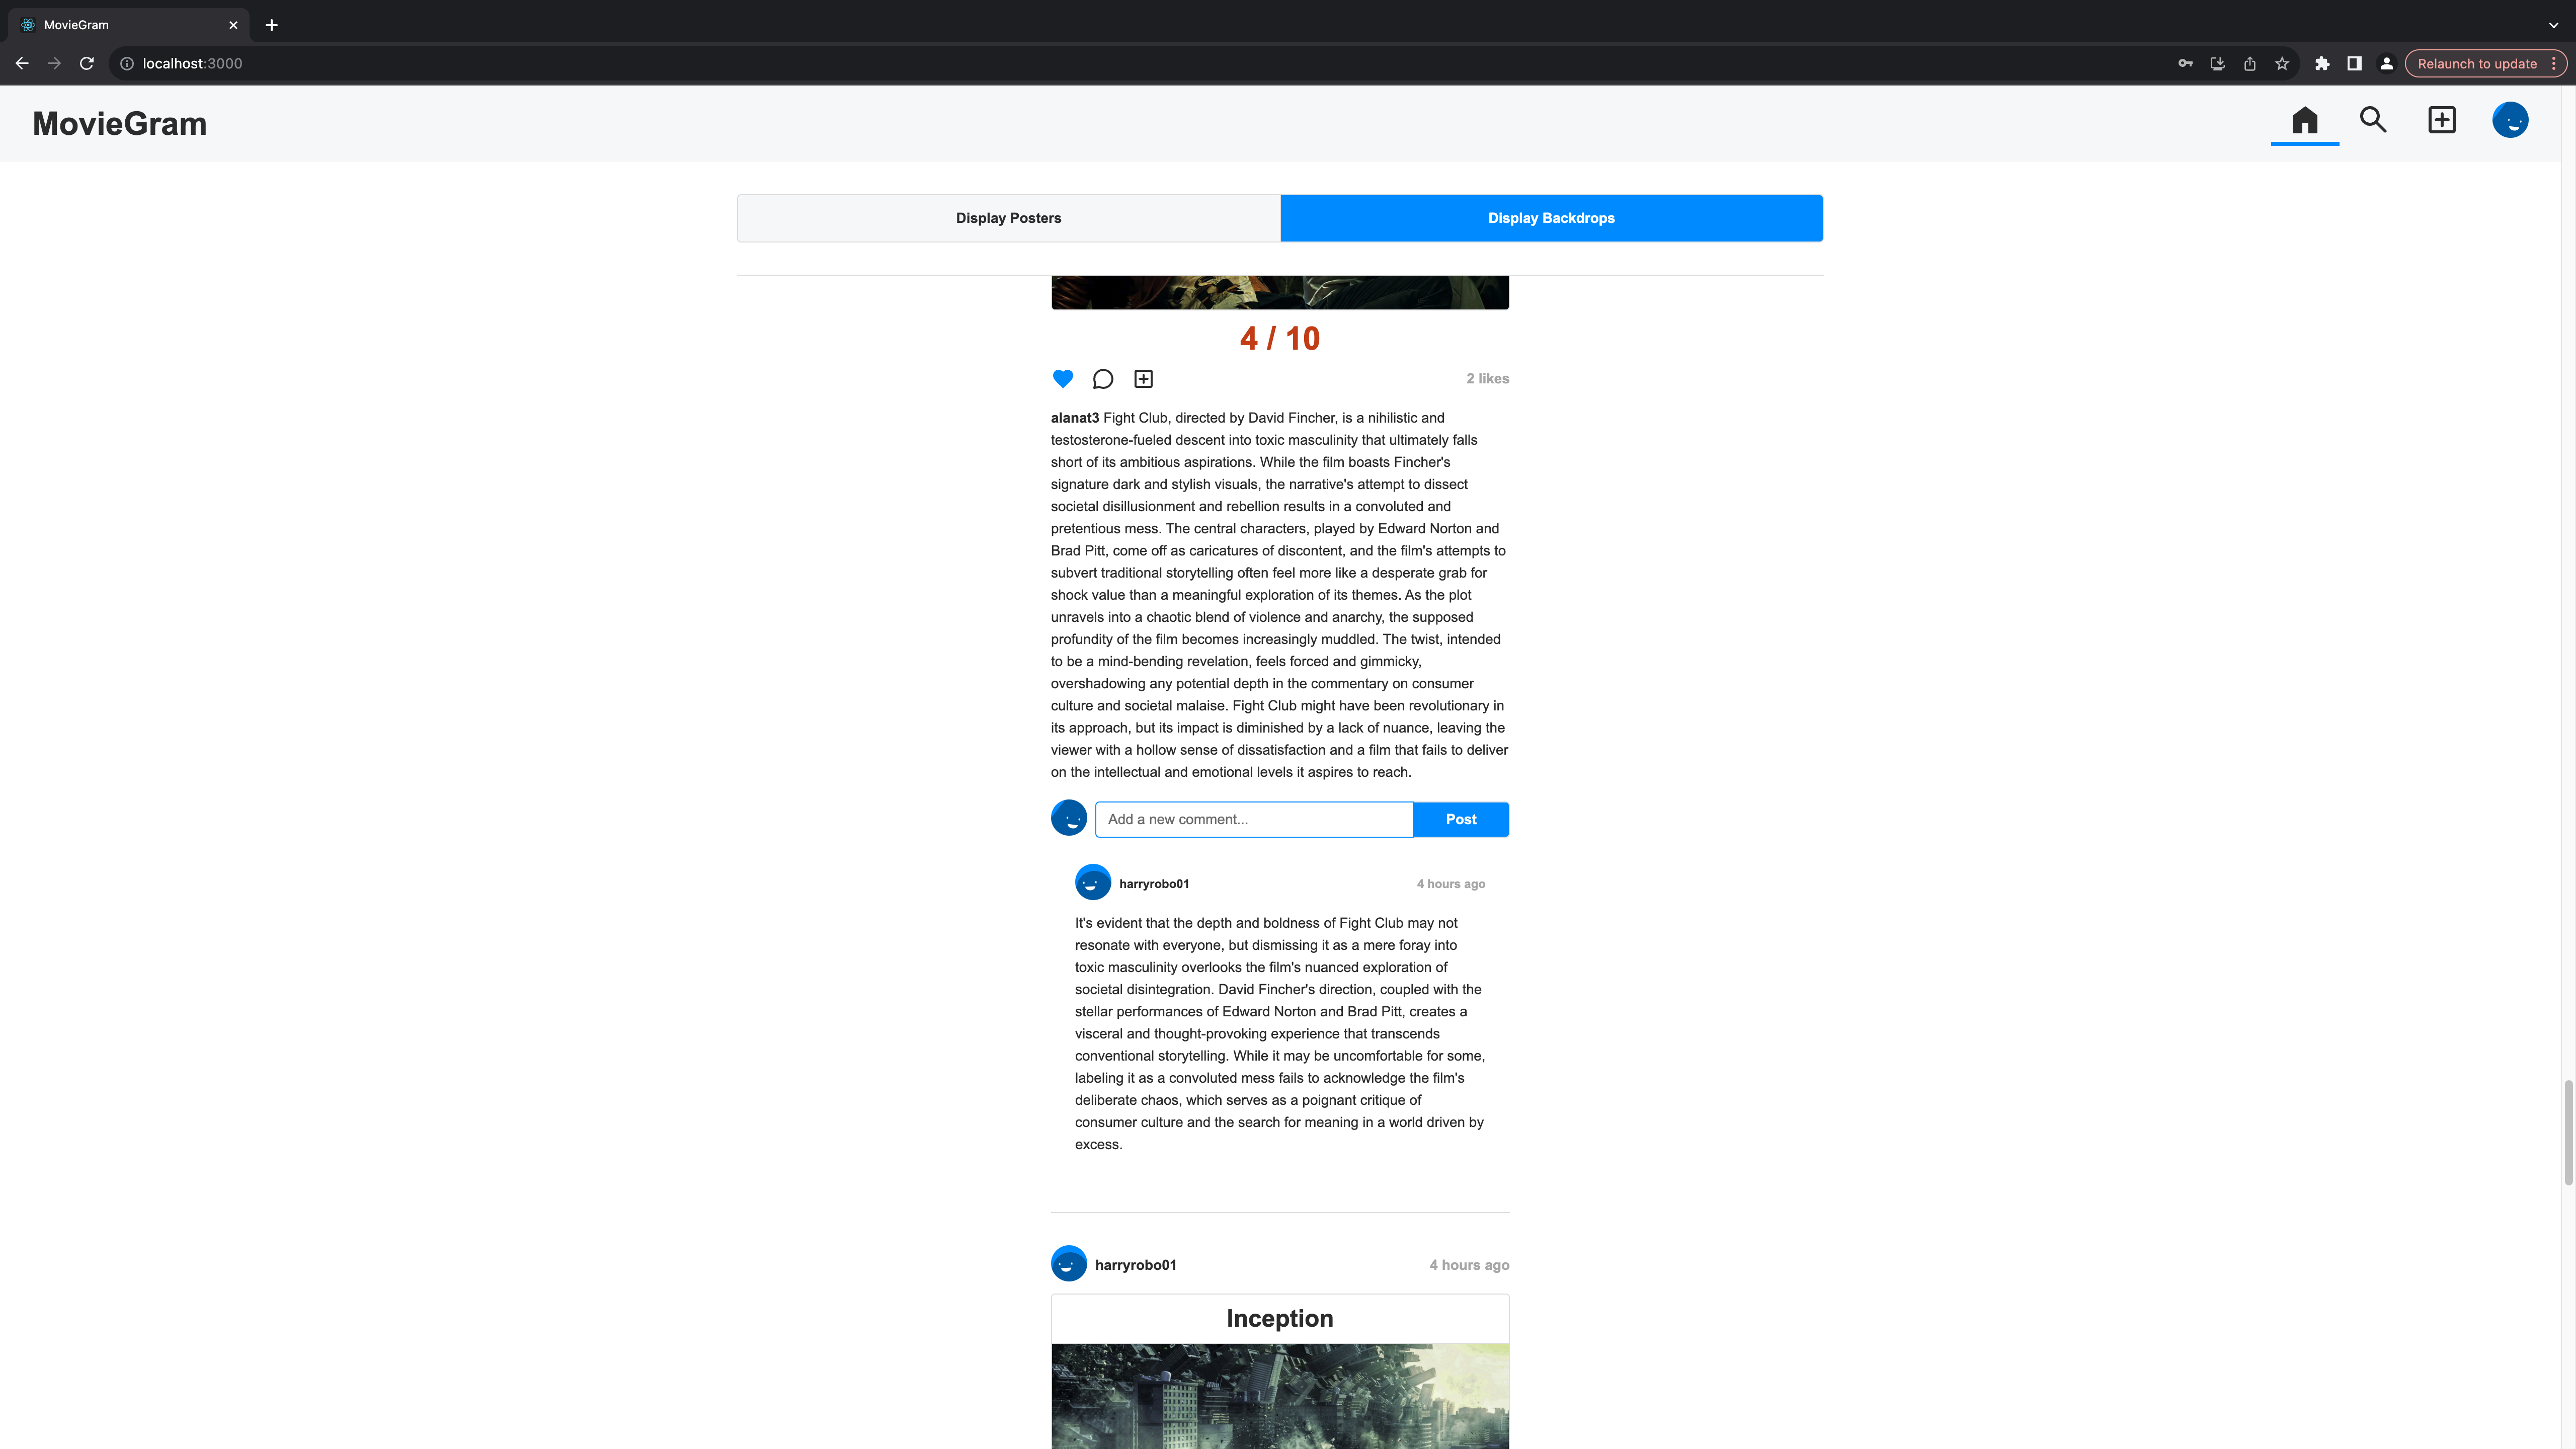 MovieGram
localhost:3000
Relaunch to update
MovieGram
Display Posters
Display Backdrops
4 / 10
2 likes
alanat3 Fight Club, directed by David Fincher, is a nihilistic and
testosterone-fueled descent into toxic masculinity that ultimately falls
short of its ambitious aspirations. While the film boasts Fincher's
signature dark and stylish visuals, the narrative's attempt to dissect
societal disillusionment and rebellion results in a convoluted and
pretentious mess. The central characters, played by Edward Norton and
Brad Pitt, come off as caricatures of discontent, and the film's attempts to
subvert traditional storytelling often feel more like a desperate grab for
shock value than a meaningful exploration of its themes. As the plot
unravels into a chaotic blend of violence and anarchy, the supposed
profundity of the film becomes increasingly muddled. The twist, intended
to be a mind-bending revelation, feels forced and gimmicky,
overshadowing any potential depth in the commentary on consumer
culture and societal malaise. Fight Club might have been revolutionary in
its approach, but its impact is diminished by a lack of nuance, leaving the
viewer with a hollow sense of dissatisfaction and a film that fails to deliver
on the intellectual and emotional levels it aspires to reach.
Add a new comment...
Post
harryrobo01
4 hours ago
It's evident that the depth and boldness of Fight Club may not
resonate with everyone, but dismissing it as a mere foray into
toxic masculinity overlooks the film's nuanced exploration of
societal disintegration. David Fincher's direction, coupled with the
stellar performances of Edward Norton and Brad Pitt, creates a
visceral and thought-provoking experience that transcends
conventional storytelling. While it may be uncomfortable for some,
labeling it as a convoluted mess fails to acknowledge the film's
deliberate chaos, which serves as a poignant critique of
consumer culture and the search for meaning in a world driven by
excess.
harryrobo01
4 hours ago
Inception